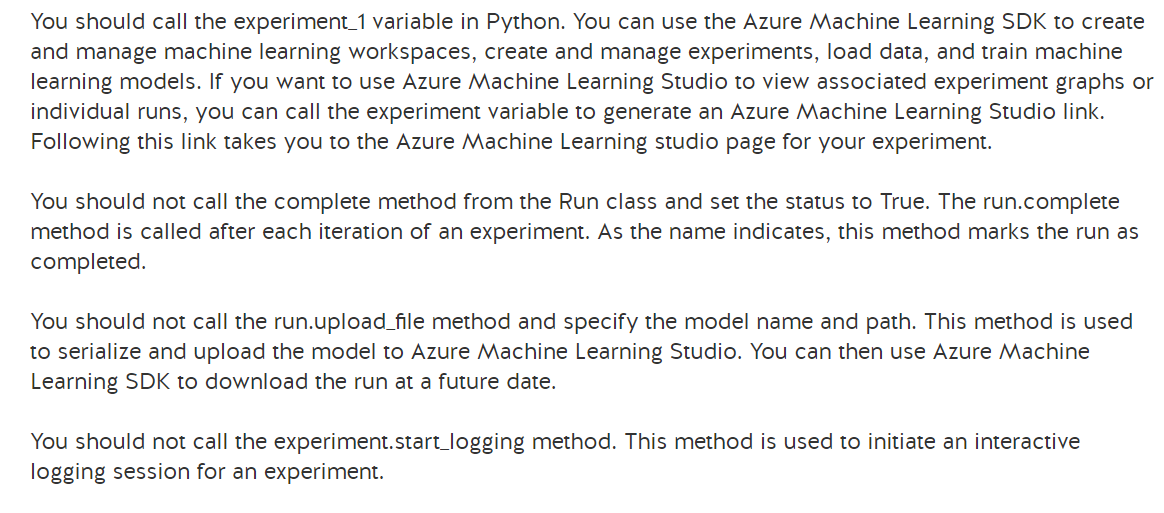 You should call the experiment_1 variable in Python. You can use the Azure Machine Learning SDK to create
and manage machine learning workspaces, create and manage experiments, load data, and train machine
learning models. If you want to use Azure Machine Learning Studio to view associated experiment graphs or
individual runs, you can call the experiment variable to generate an Azure Machine Learning Studio link.
Following this link takes you to the Azure Machine Learning studio page for your experiment.
You should not call the complete method from the Run class and set the status to True. The run.complete
method is called after each iteration of an experiment. As the name indicates, this method marks the run as
completed.
You should not call the run.upload_file method and specify the model name and path. This method is used
to serialize and upload the model to Azure Machine Learning Studio. You can then use Azure Machine
Learning SDK to download the run at a future date.
You should not call the experiment.start_logging method. This method is used to initiate an interactive
logging session for an experiment.